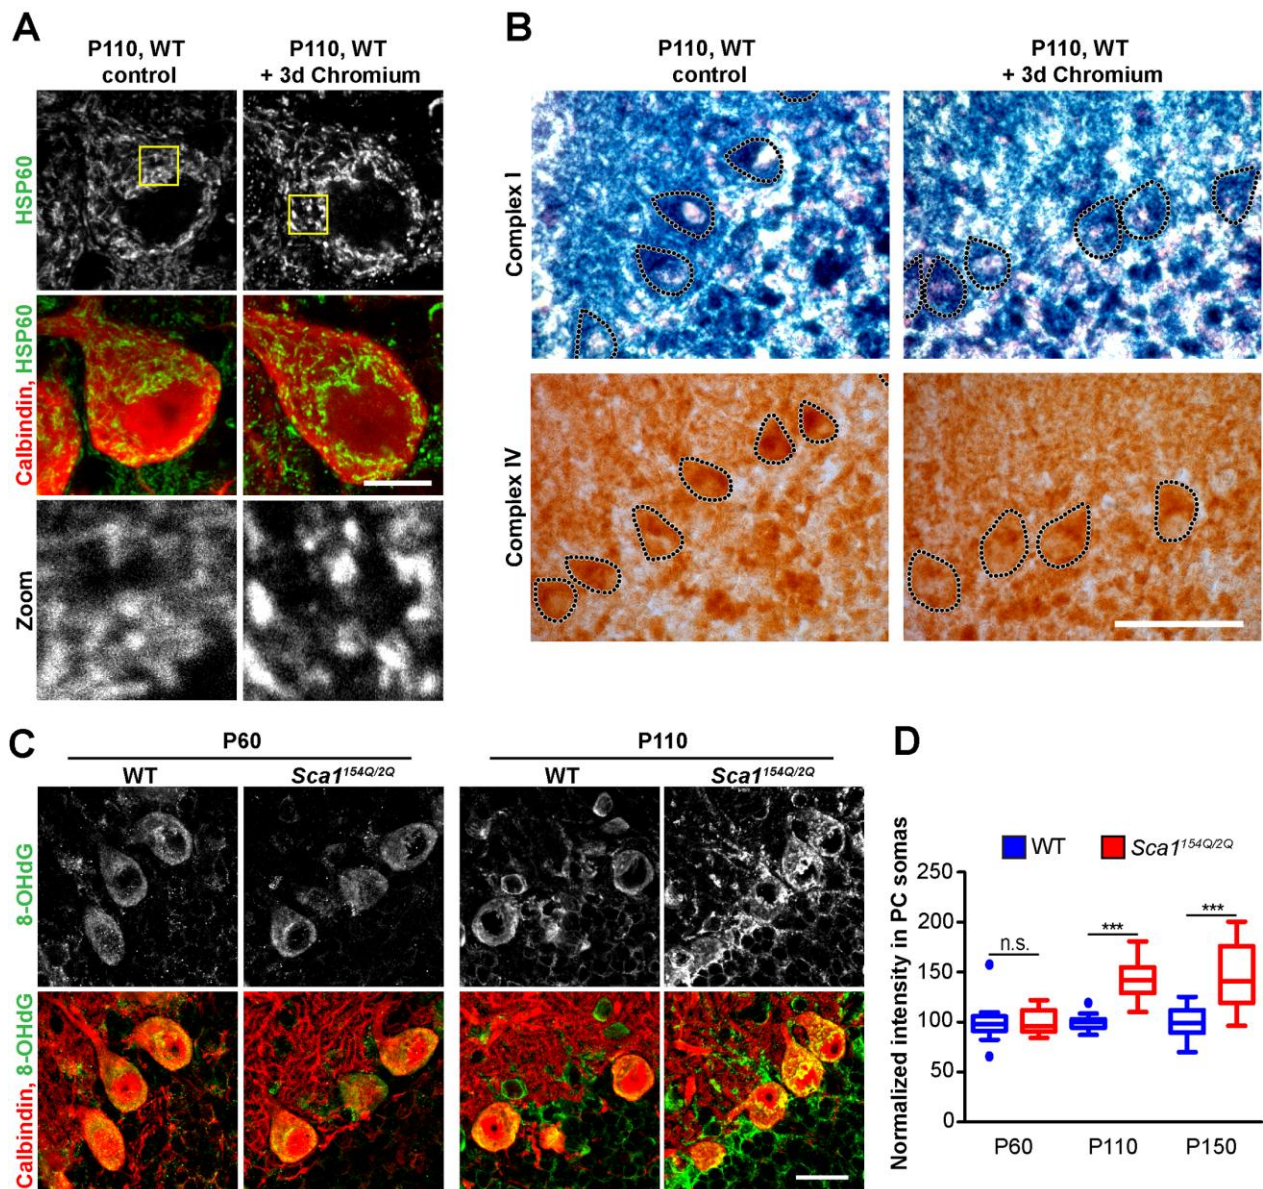 A
P110, WT
control
P110, WT
+ 3d Chromium
HSP60
Calbindin, HSP60
Zoom
B
P110, WT
control
P110, WT
+ 3d Chromium
Complex I
Complex IV
C
P60
P110
WT
Sca1154Q/2Q
WT
Sca1154Q/2Q
8-OHdG
Calbindin, 8-OHdG
D
WT
Sca1154Q/2Q
Normalized intensity in PC somas
250
200
150
100
50
0
n.s.
***
***
P60
P110
P150